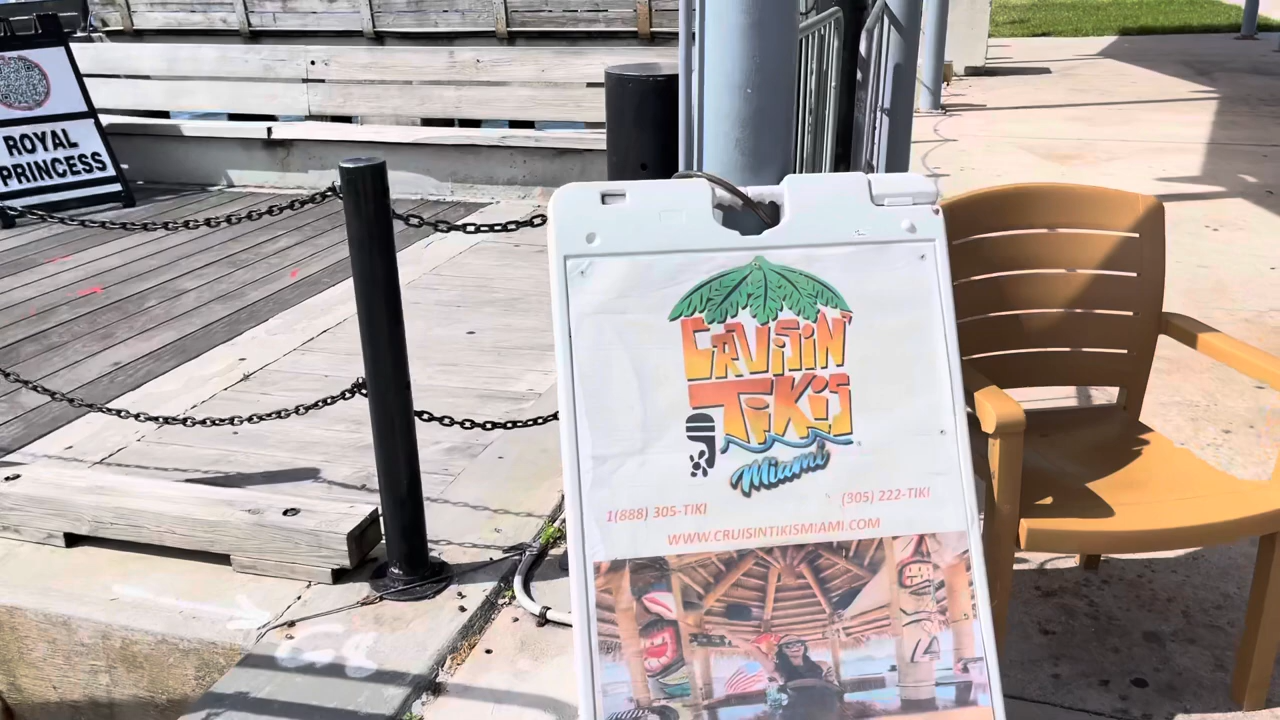 ROYAL
PRINCESS
CRUISIN'
TIKIS
Miami
1(888) 305-TIKI
(305) 222-TIKI
WWW.CRUISINTIKISMIAMI.COM